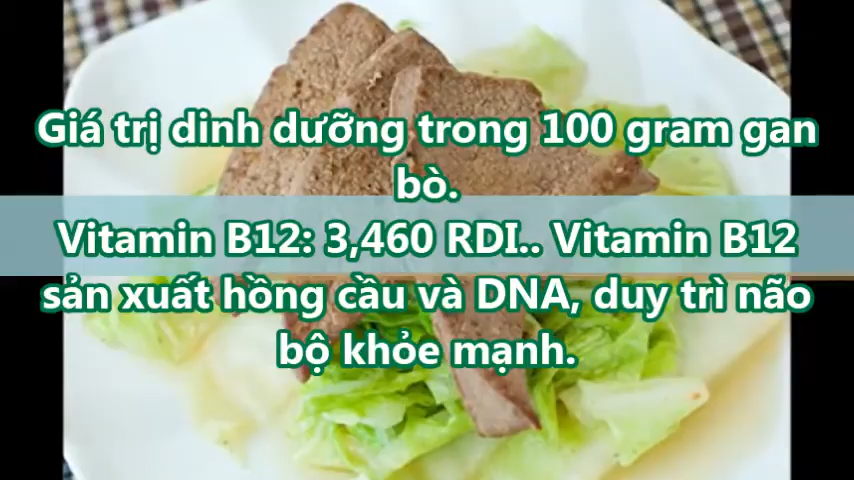 Giá trị dinh dưỡng trong 100 gram gan
bò.
Vitamin B12: 3,460 RDI.. Vitamin B12
sản xuất hồng cầu và DNA, duy trì não
bộ khỏe mạnh.